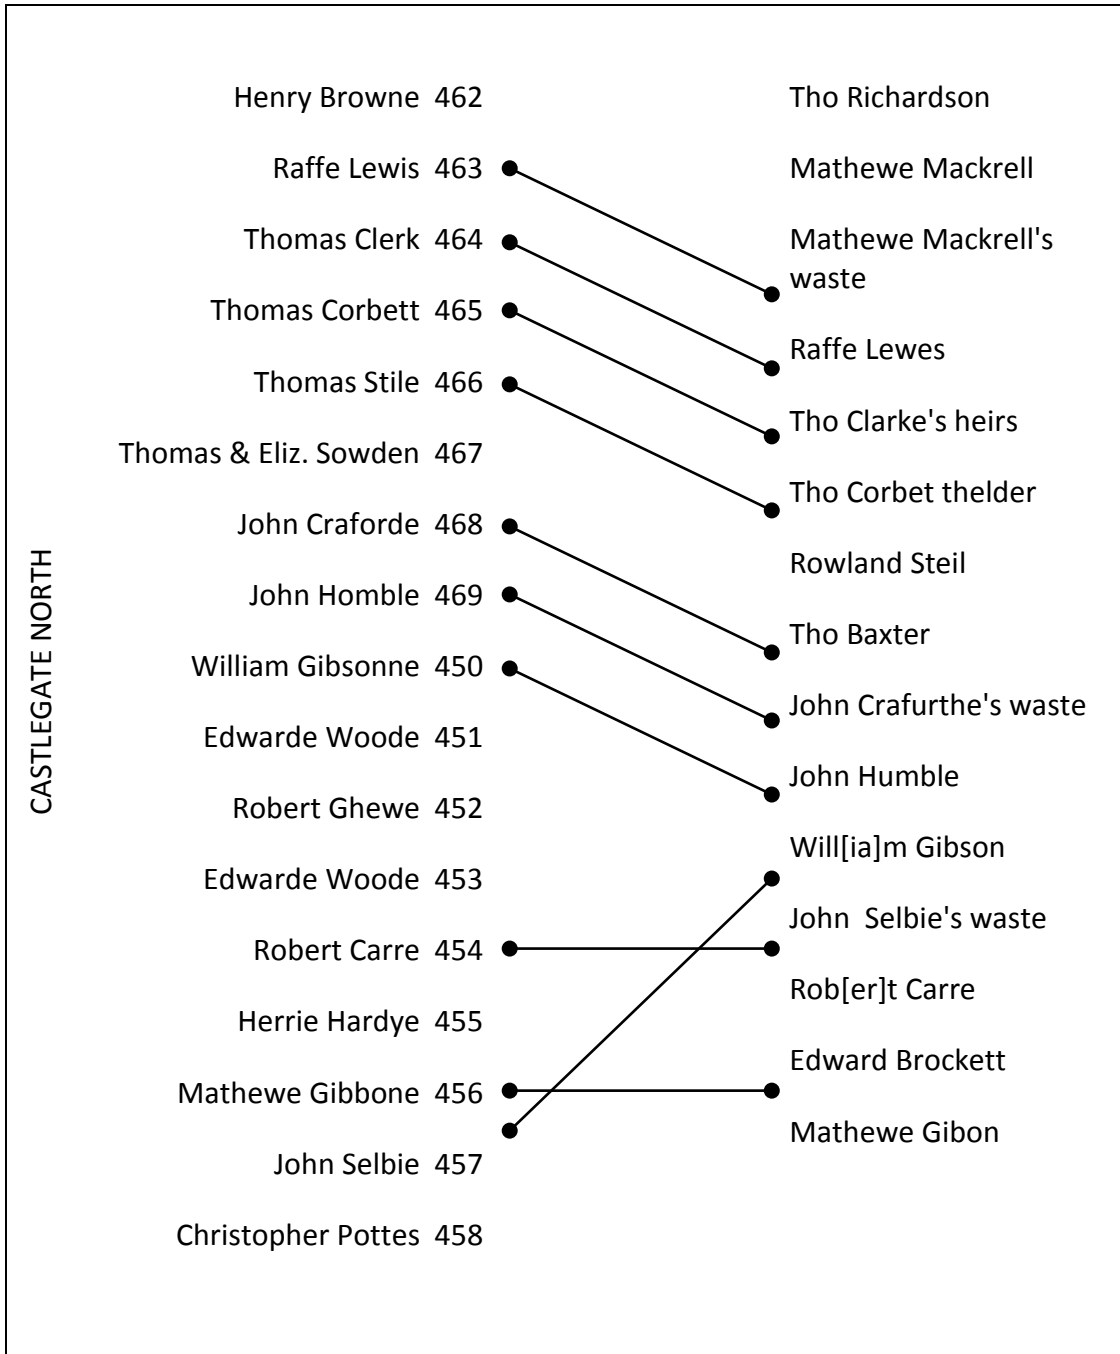 Henry Browne 462 Tho Richardson
Raffe Lewis 463 Mathewe Mackrell
Thomas Clerk 464 Mathewe Mackrell's
waste
Thomas Corbett 465
Raffe Lewes
Thomas Stile 466
Tho Clarke's heirs
Thomas & Eliz. Sowden 467
Tho Corbet thelder
John Craforde 468
Rowland Steil
John Homble 469
Tho Baxter
William Gibsonne 450
John Crafurthe's waste
Edwarde Woode 451
John Humble
Robert Ghewe 452
Will[ia]m Gibson
Edwarde Woode 453
John Selbie's waste
Robert Carre 454
Rob[er]t Carre
Herrie Hardye 455
Edward Brockett
Mathewe Gibbone 456
Mathewe Gibon
John Selbie 457
Christopher Pottes 458
CASTLEGATE NORTH